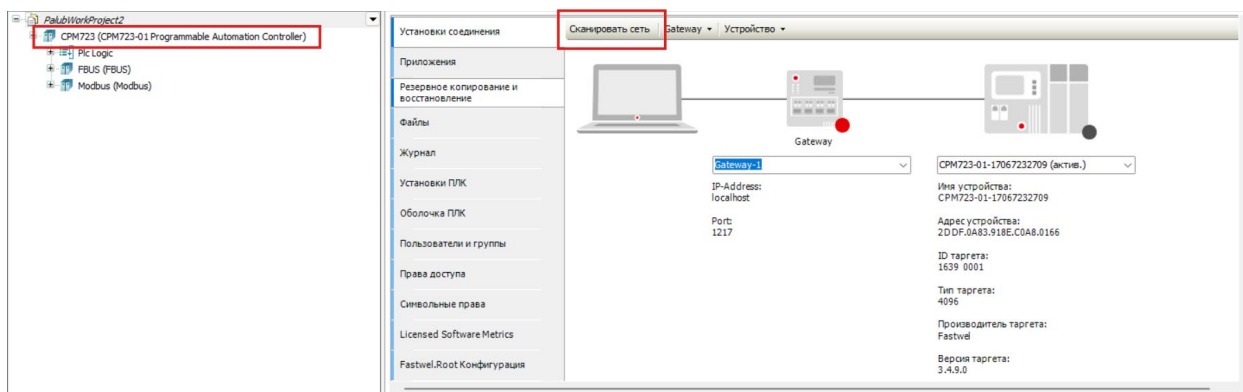 PalubWorkProject2
CPM723 (CPM723-01 Programmable Automation Controller)
Plc Logic
FBUS (FBUS)
Modbus (Modbus)
Установки соединения
Приложения
Резервное копирование и
восстановление
Файлы
Журнал
Установки ПЛК
Оболочка ПЛК
Пользователи и группы
Права доступа
Символьные права
Licensed Software Metrics
Fastwel.Root Конфигурация
Сканировать сеть Gateway Устройство
Gateway
Gateway-1
IP-Address:
localhost
Port:
1217
CPM723-01-17067232709 (актив.)
Имя устройства:
CPM723-01-17067232709
Адрес устройства:
2DDF.0A83.918E.C0A8.0166
ID таргета:
1639 0001
Тип таргета:
4096
Производитель таргета:
Fastwel
Версия таргета:
3.4.9.0